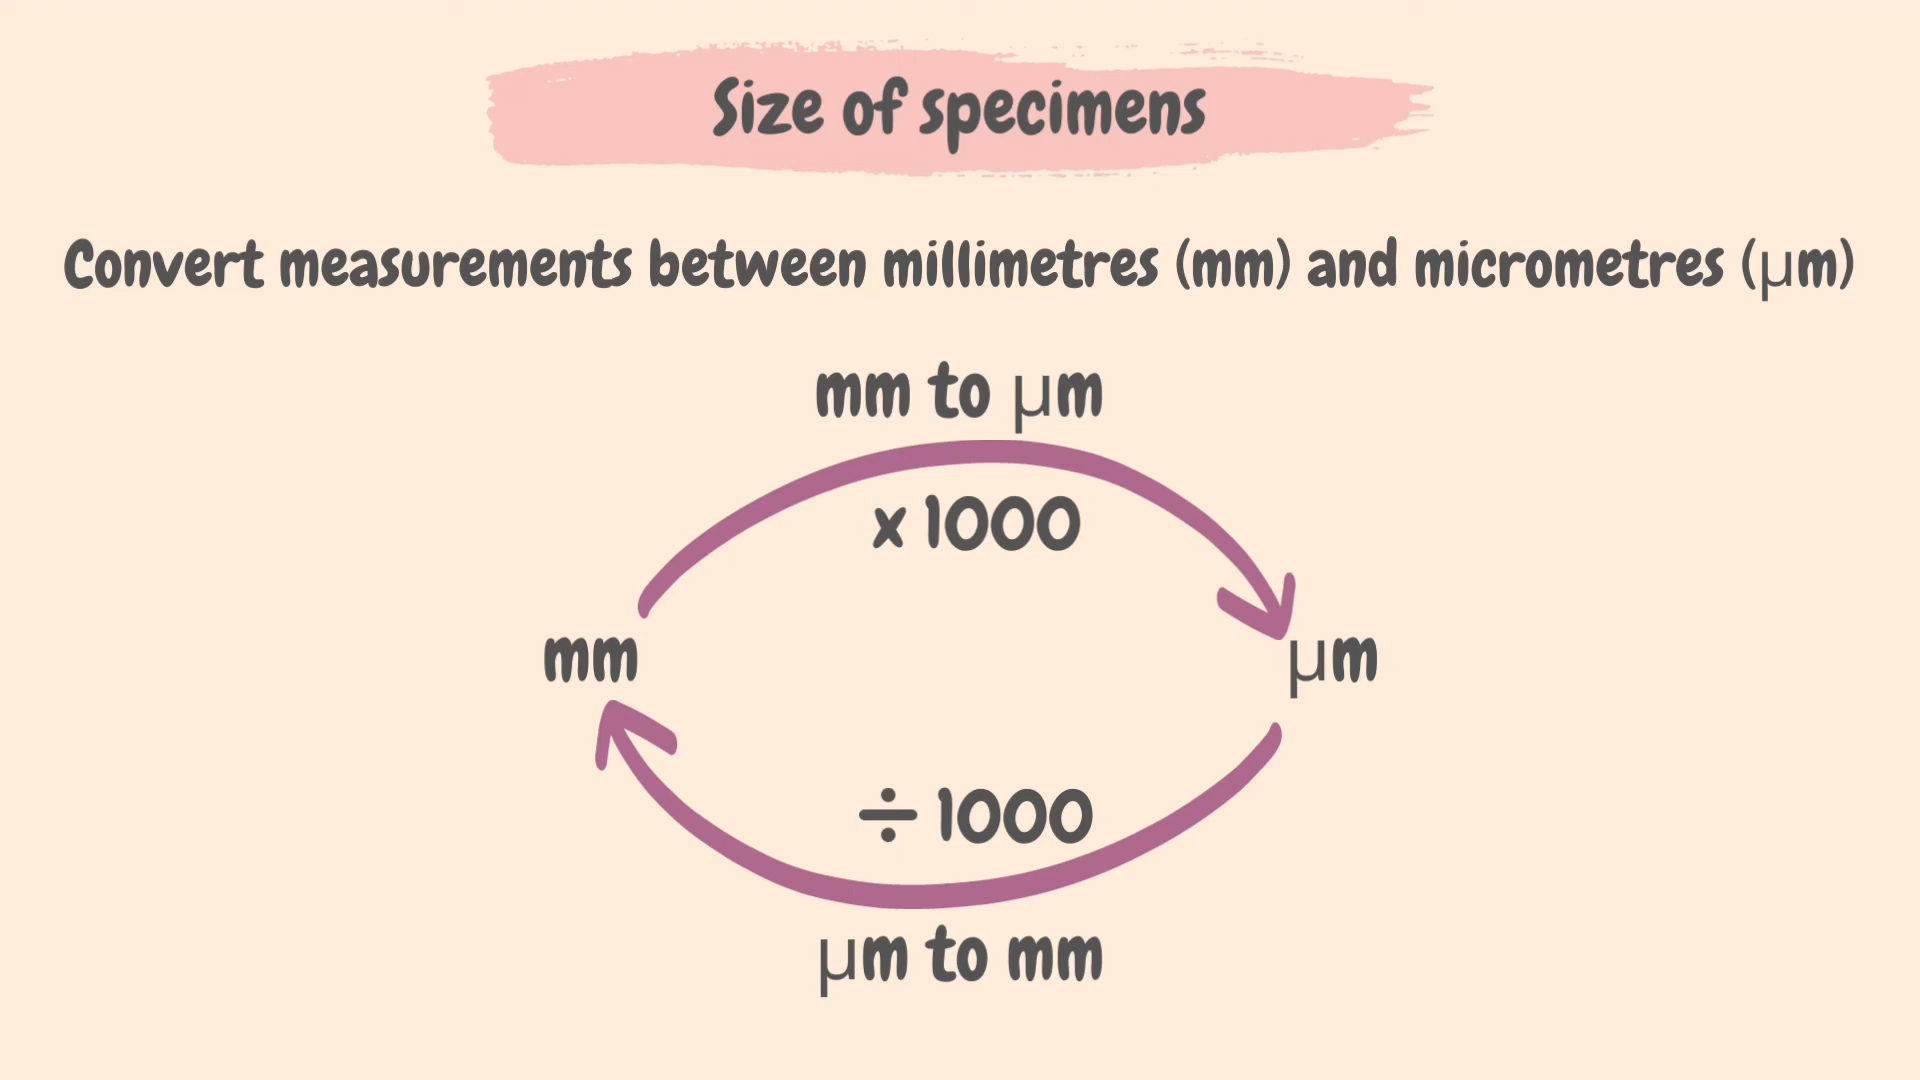 Size of specimens
Convert measurements between millimetres (mm) and micrometres (μm)
mm to μm
x 1000
mm
μm
÷ 1000
μm to mm